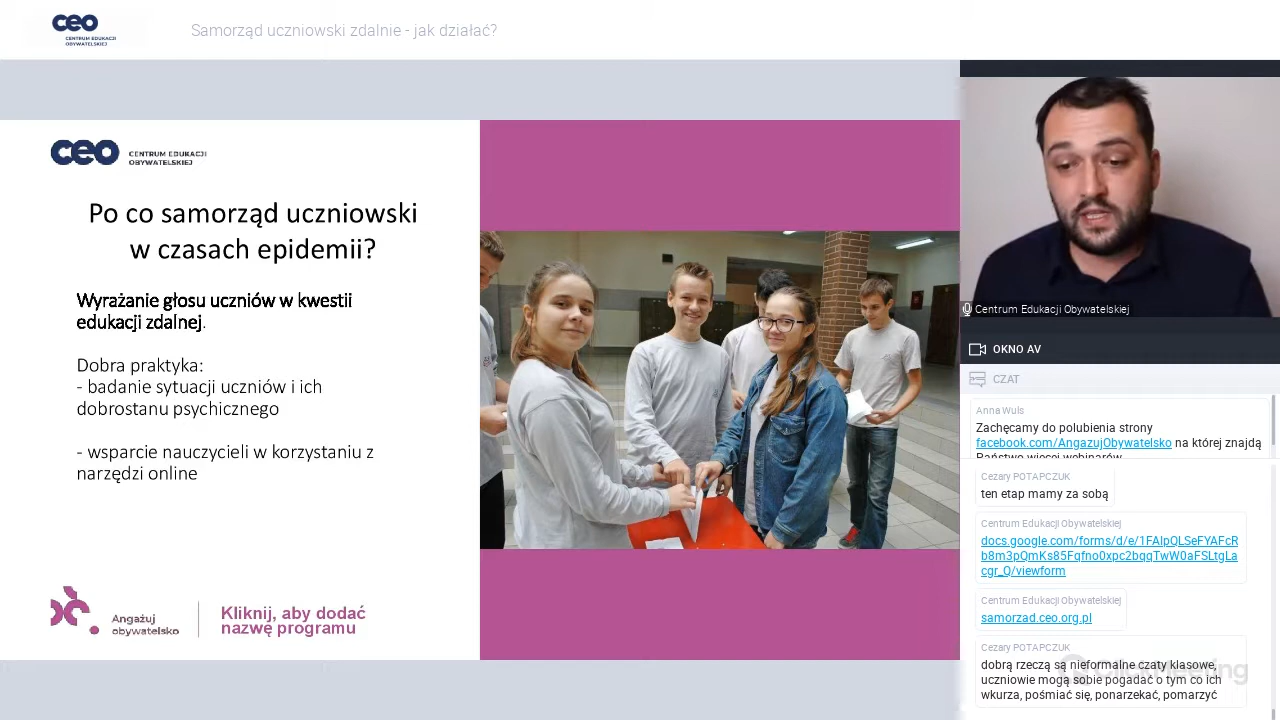 ceo
CENTRUM EDUKACJI
OBYWATELSKIEJ
Samorząd uczniowski zdalnie - jak działać?
ceo
CENTRUM EDUKACJI
OBYWATELSKIEJ
Po co samorząd uczniowski
w czasach epidemii?
Wyrażanie głosu uczniów w kwestii
edukacji zdalnej.
Dobra praktyka:
- badanie sytuacji uczniów i ich
dobrostanu psychicznego
- wsparcie nauczycieli w korzystaniu z
narzędzi online
Angażuj
obywatelsko
Kliknij, aby dodać
nazwę programu
Centrum Edukacji Obywatelskiej
OKNO AV
CZAT
Anna Wuls
Zachęcamy do polubienia strony
facebook.com/AngazujObywatelsko na której znajdą
Państwo więcej webinarów
Cezary POTAPCZUK
ten etap mamy za sobą
Centrum Edukacji Obywatelskiej
docs.google.com/forms/d/e/1FAIpQLSeFYAFcR
b8m3pQmKs85Fqfno0xpc2bqqTwW0aFSLtgLa
cgr_Q/viewform
Centrum Edukacji Obywatelskiej
samorzad.ceo.org.pl
Cezary POTAPCZUK
dobrą rzeczą są nieformalne czaty klasowe,
uczniowie mogą sobie pogadać o tym co ich
wkurza, pośmiać się, ponarzekać, pomarzyć
ClickMeeting